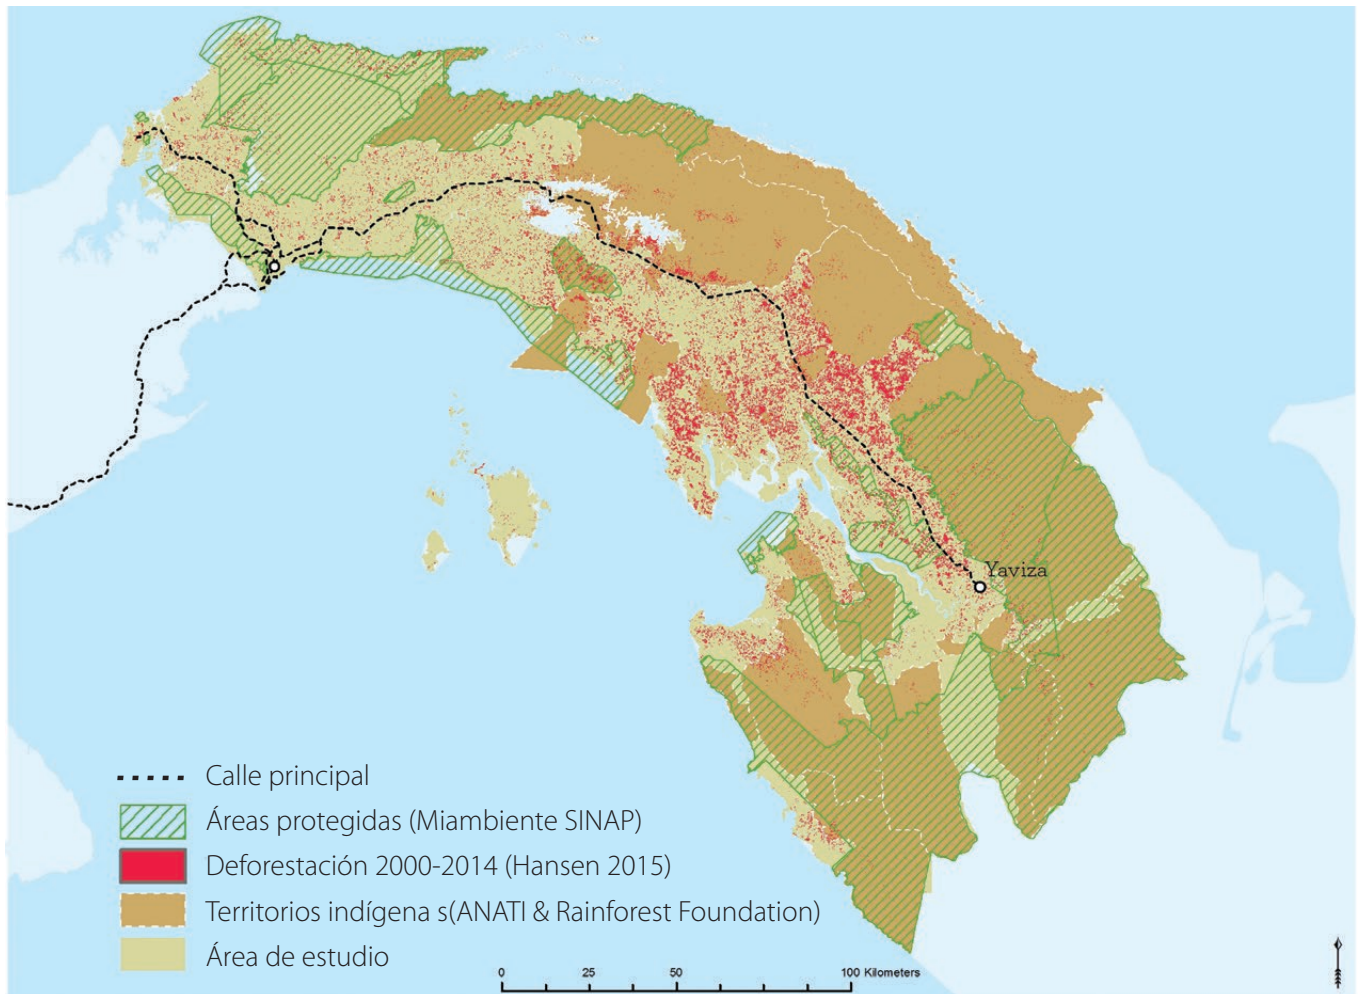 Yaviza
Calle principal
Áreas protegidas (Miambiente SINAP)
Deforestación 2000-2014 (Hansen 2015)
Territorios indígena s(ANATI & Rainforest Foundation)
Área de estudio
0 25 50 100 Kilometers